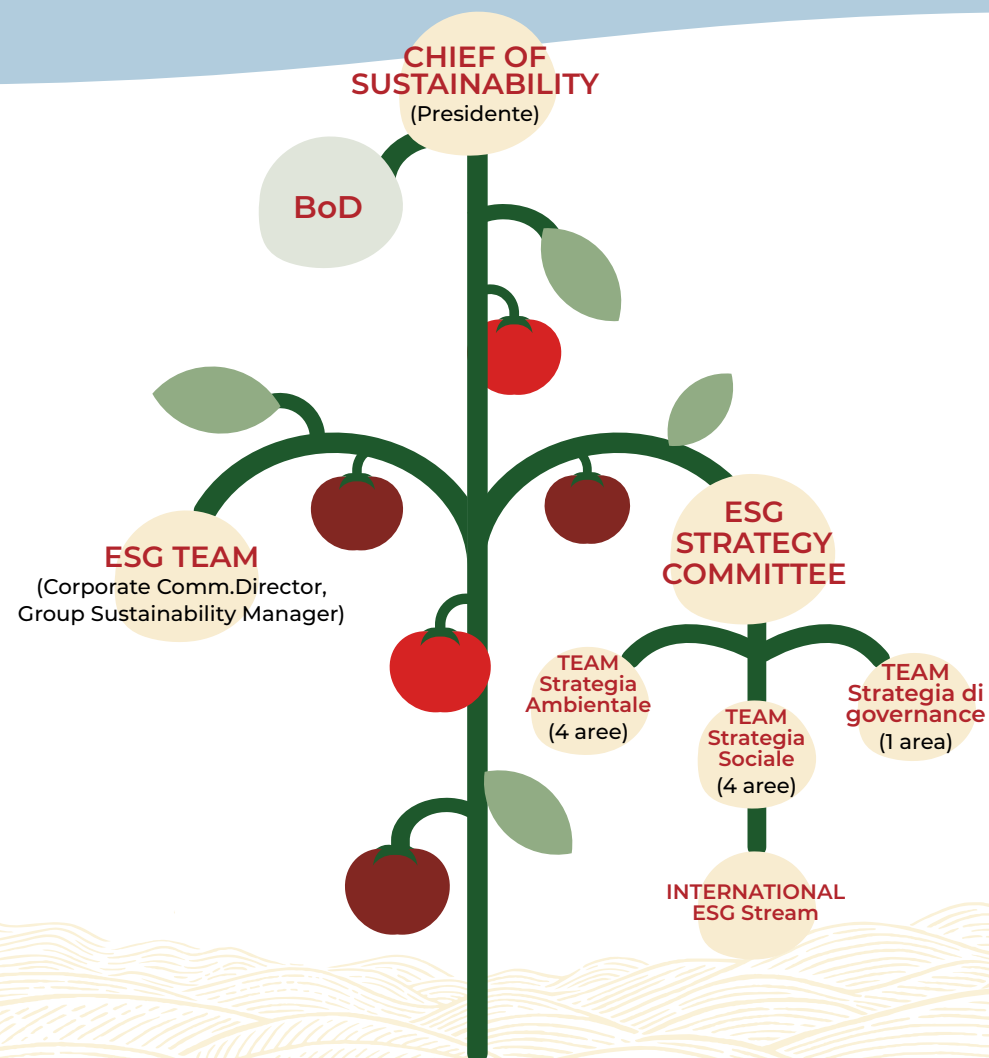 CHIEF OF
SUSTAINABILITY
(Presidente)
BoD
ESG TEAM
(Corporate Comm.Director,
Group Sustainability Manager)
ESG
STRATEGY
COMMITTEE
TEAM
Strategia
Ambientale
(4 aree)
TEAM
Strategia
Sociale
(4 aree)
TEAM
Strategia di
governance
(1 area)
INTERNATIONAL
ESG Stream